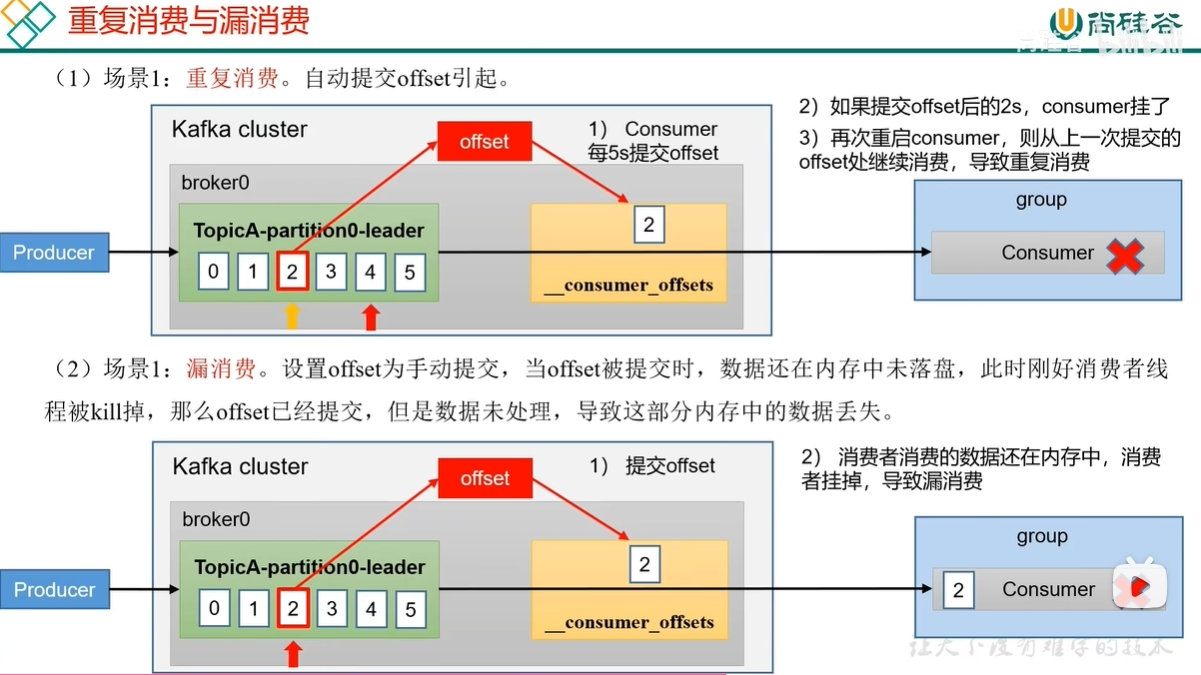 重复消费与漏消费
尚硅谷
（1）场景1：重复消费。自动提交offset引起。
Kafka cluster
offset
1） Consumer
每5s提交offset
2）如果提交offset后的2s，consumer挂了
3）再次重启consumer，则从上一次提交的
offset处继续消费，导致重复消费
broker0
TopicA-partition0-leader
0 1 2 3 4 5
2
__consumer_offsets
Producer
group
Consumer
（2）场景1：漏消费。设置offset为手动提交，当offset被提交时，数据还在内存中未落盘，此时刚好消费者线
程被kill掉，那么offset已经提交，但是数据未处理，导致这部分内存中的数据丢失。
Kafka cluster
offset
1） 提交offset
2） 消费者消费的数据还在内存中，消费
者挂掉，导致漏消费
broker0
TopicA-partition0-leader
0 1 2 3 4 5
2
__consumer_offsets
Producer
group
2 Consumer
让天下没有难学的技术